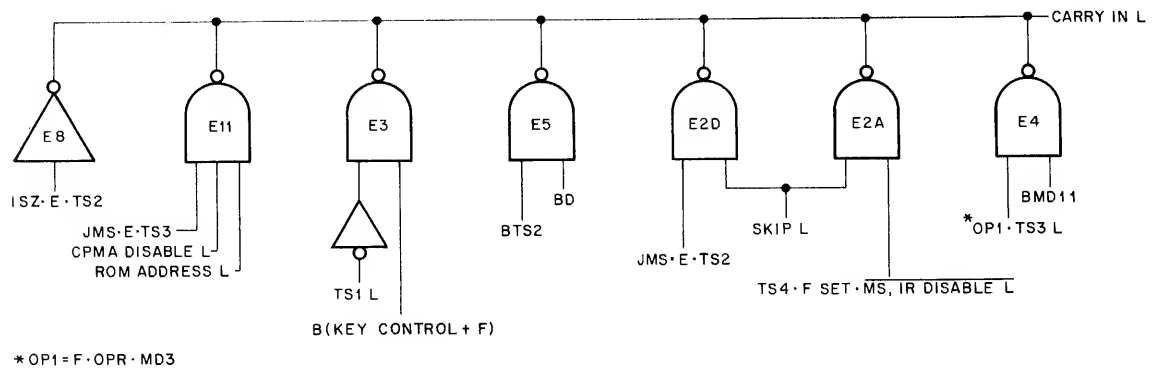 CARRY IN L
E8
E11
E3
E5
E2D
E2A
E4
ISZ·E·TS2
JMS·E·TS3
CPMA DISABLE L
ROM ADDRESS L
TS1 L
B(KEY CONTROL + F)
BTS2
BD
JMS·E·TS2
SKIP L
TS4·F SET·MS, IR DISABLE L
BMD11
*OP1·TS3 L
*OP1=F·OPR·MD3